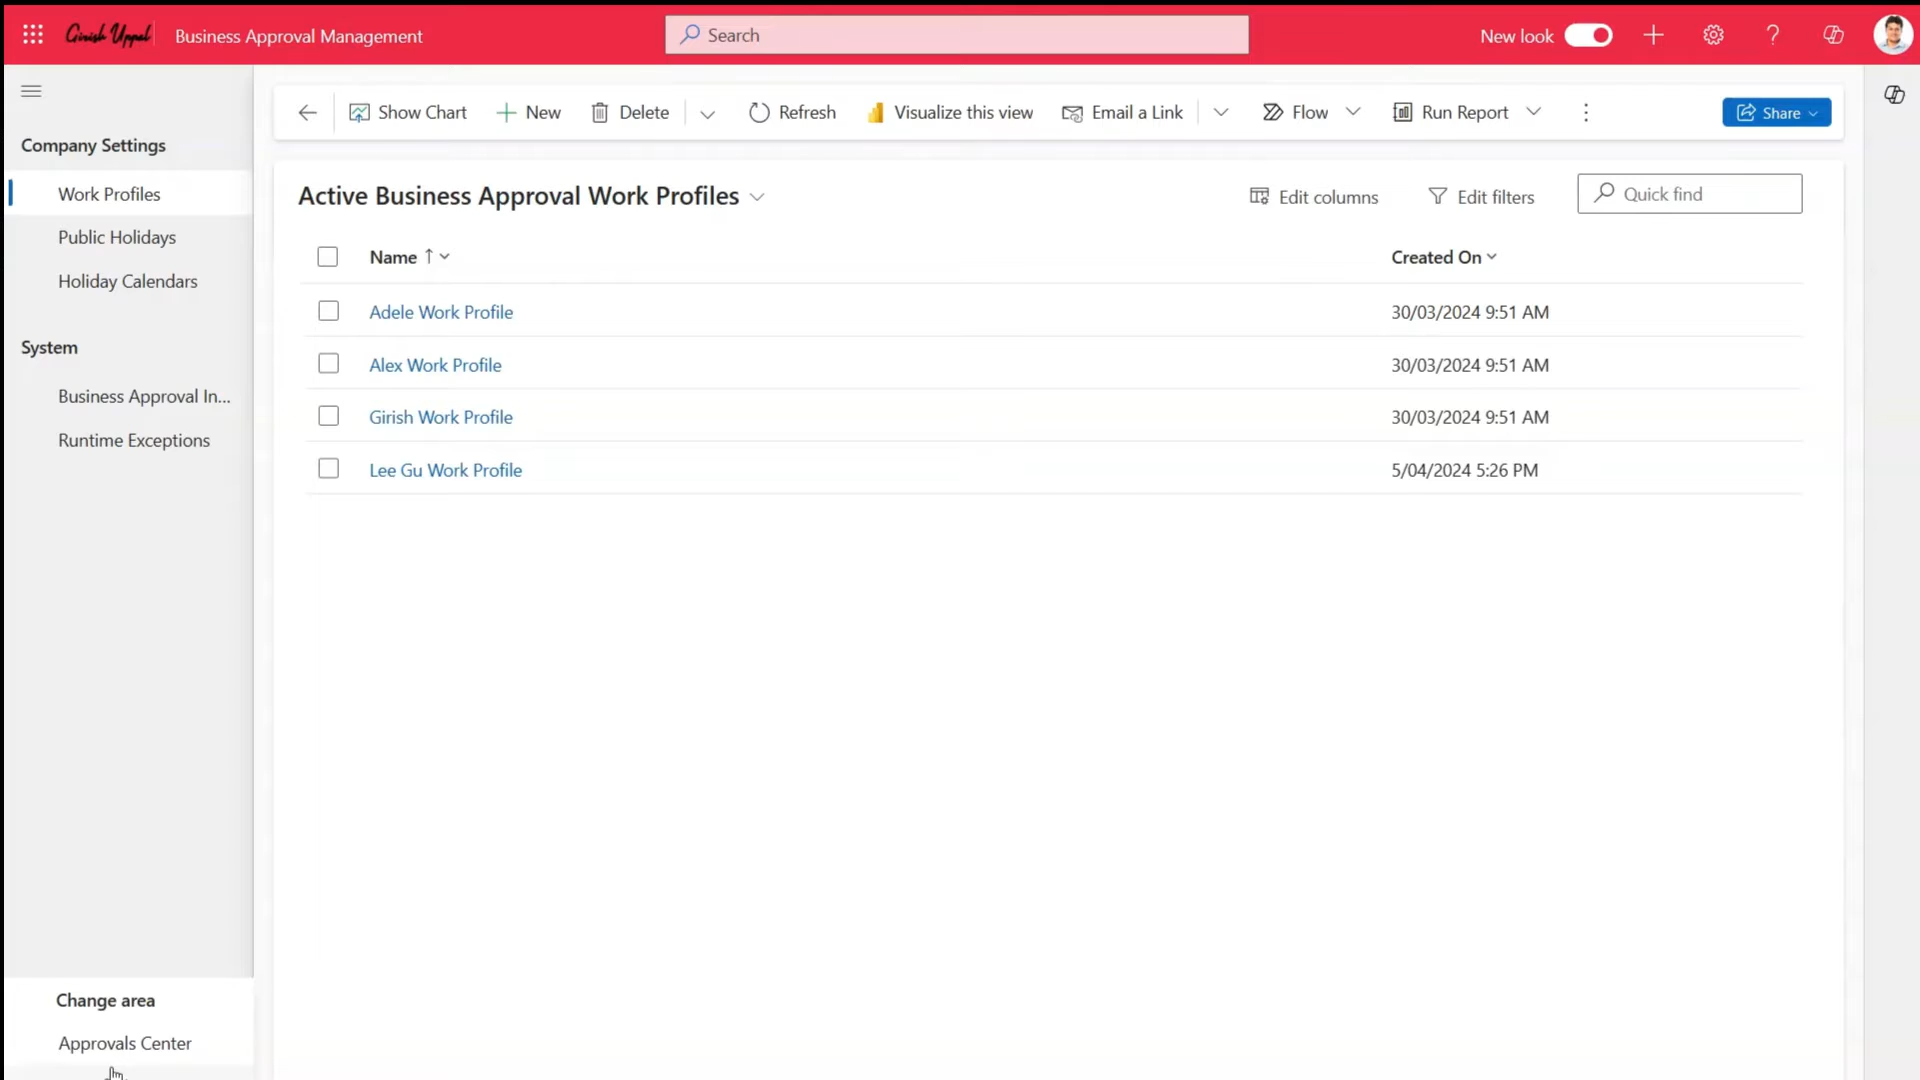 Girish Uppal Business Approval Management Search New look
Show Chart New Delete Refresh Visualize this view Email a Link Flow Run Report Share
Company Settings
Work Profiles
Public Holidays
Holiday Calendars
System
Business Approval In...
Runtime Exceptions
Active Business Approval Work Profiles Edit columns Edit filters Quick find
Name ↑ Created On
Adele Work Profile 30/03/2024 9:51 AM
Alex Work Profile 30/03/2024 9:51 AM
Girish Work Profile 30/03/2024 9:51 AM
Lee Gu Work Profile 5/04/2024 5:26 PM
Change area
Approvals Center